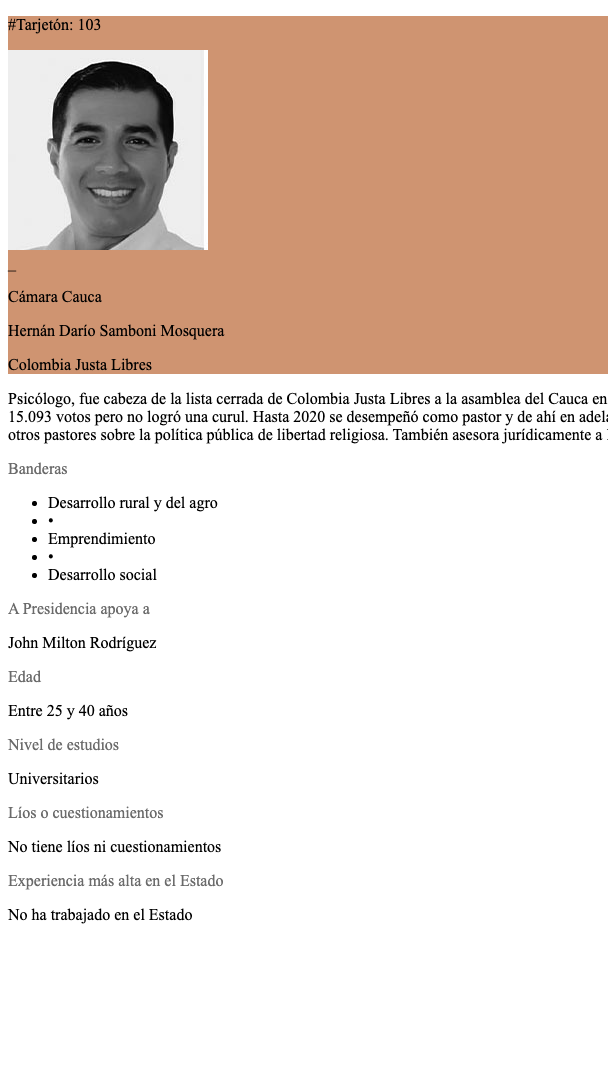 #Tarjetón: 103
_
Cámara Cauca
Hernán Darío Samboni Mosquera
Colombia Justa Libres
Psicólogo, fue cabeza de la lista cerrada de Colombia Justa Libres a la asamblea del Cauca en
15.093 votos pero no logró una curul. Hasta 2020 se desempeñó como pastor y de ahí en
otros pastores sobre la política pública de libertad religiosa. También asesora jurídicamente a
Banderas
• Desarrollo rural y del agro
• •
• Emprendimiento
• •
• Desarrollo social
A Presidencia apoya a
John Milton Rodríguez
Edad
Entre 25 y 40 años
Nivel de estudios
Universitarios
Líos o cuestionamientos
No tiene líos ni cuestionamientos
Experiencia más alta en el Estado
No ha trabajado en el Estado